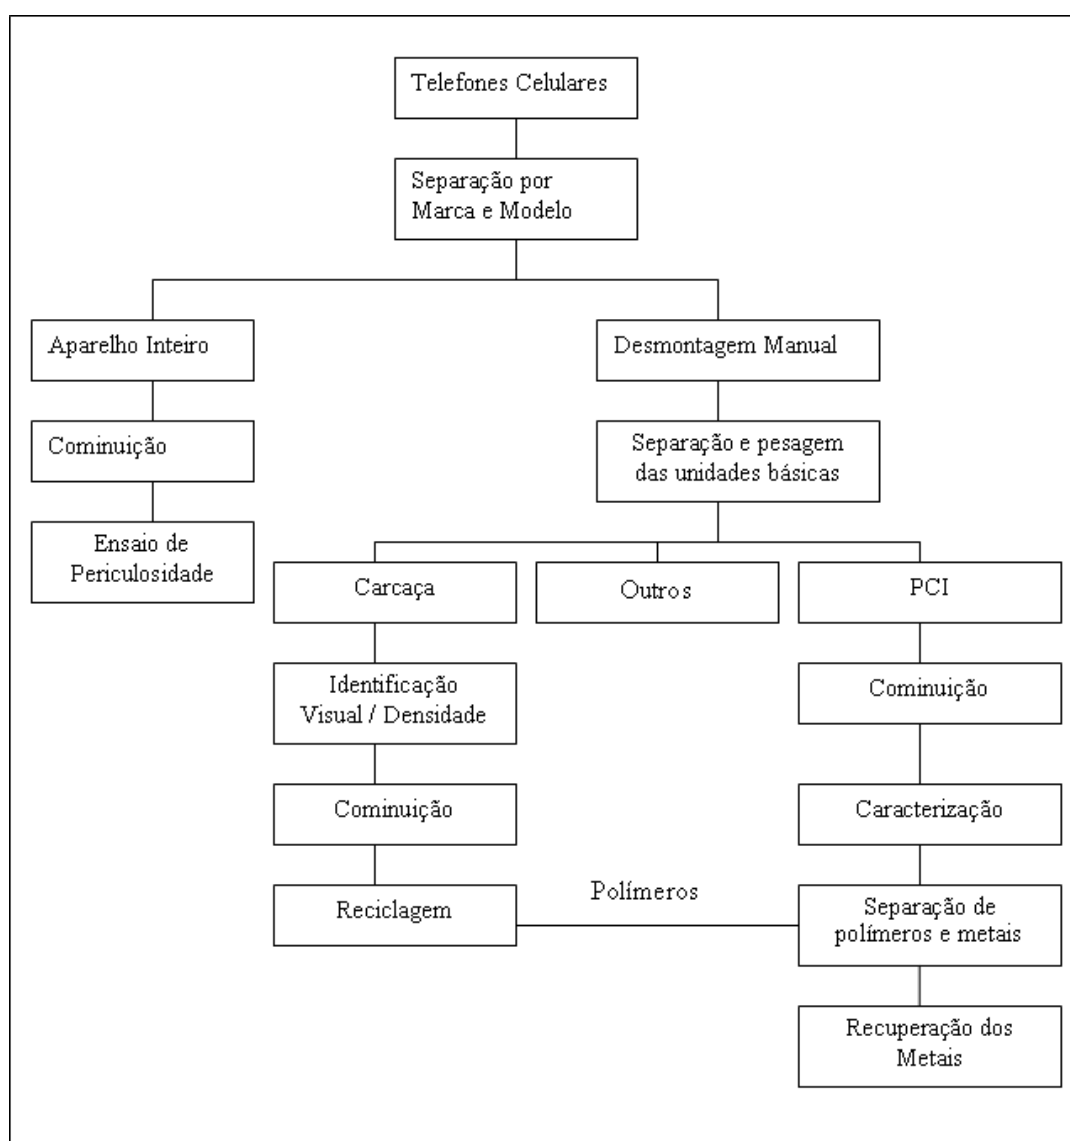 Telefones Celulares
Separação por
Marca e Modelo
Aparelho Inteiro
Desmontagem Manual
Cominuição
Separação e pesagem
das unidades básicas
Ensaio de
Periculosidade
Carcaça
Outros
PCI
Identificação
Visual / Densidade
Cominuição
Cominuição
Caracterização
Reciclagem
Polímeros
Separação de
polímeros e metais
Recuperação dos
Metais